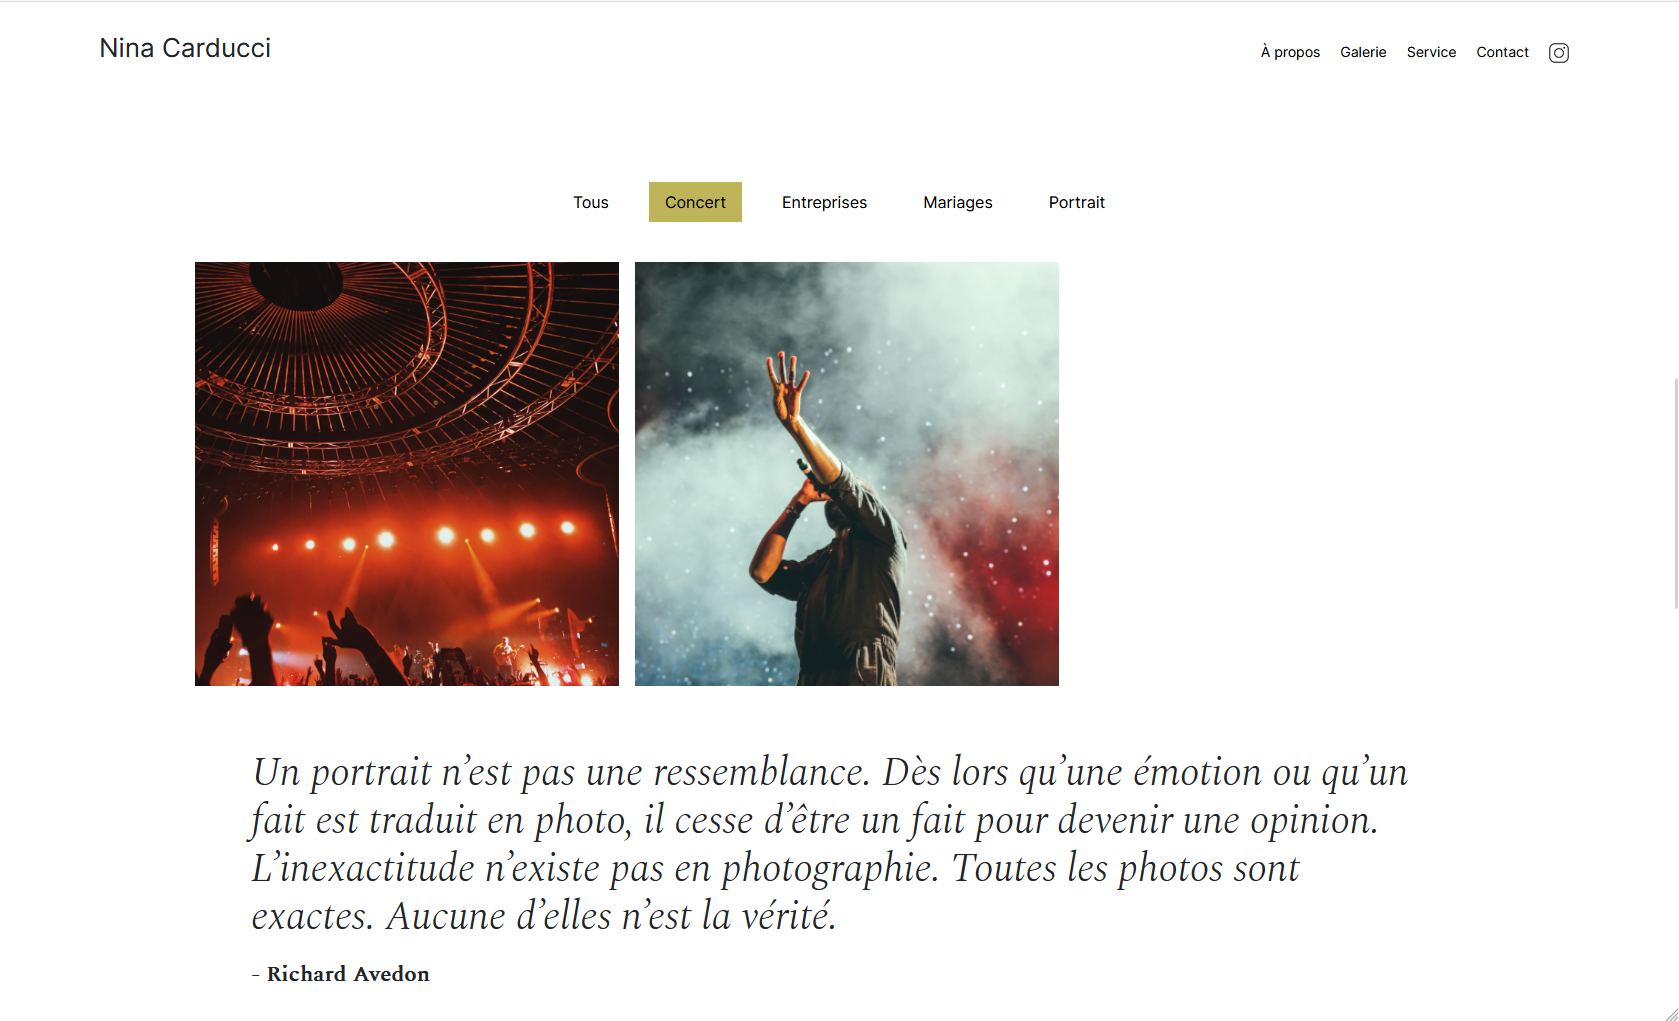 Nina Carducci
À propos Galerie Service Contact
Tous Concert Entreprises Mariages Portrait
Un portrait n’est pas une ressemblance. Dès lors qu’une émotion ou qu’un
fait est traduit en photo, il cesse d’être un fait pour devenir une opinion.
L’inexactitude n’existe pas en photographie. Toutes les photos sont
exactes. Aucune d’elles n’est la vérité.
- Richard Avedon